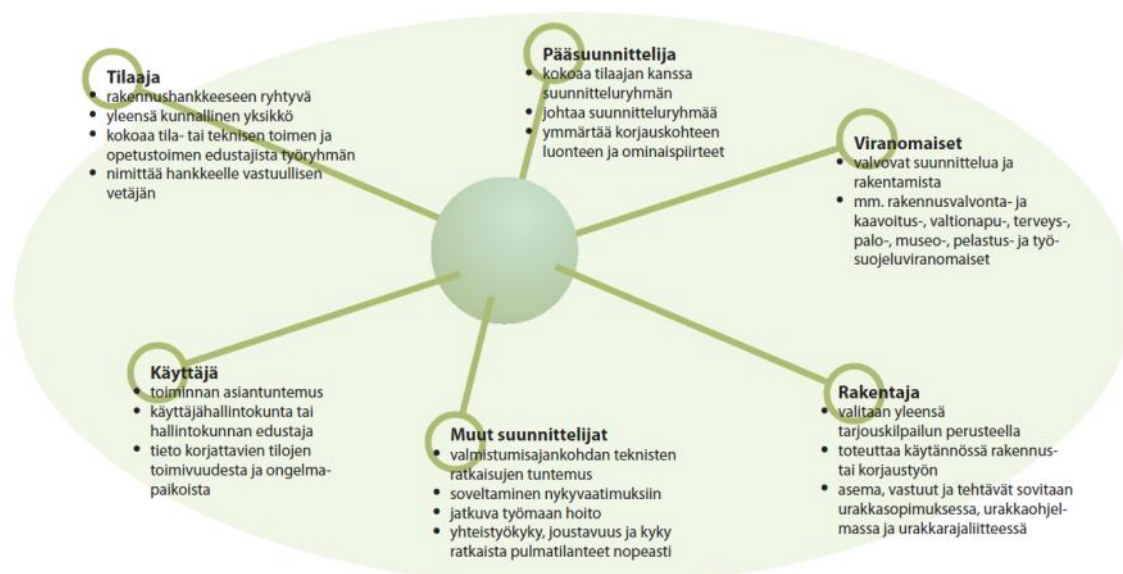 Tilaaja
• rakennushankkeeseen ryhtyvä
• yleensä kunnallinen yksikkö
• kokoaa tila- tai teknisen toimen ja
opetustoimen edustajista työryhmän
• nimittää hankkeelle vastuullisen
vetäjän
Pääsuunnittelija
• kokoaa tilaajan kanssa
suunnitteluryhmän
• johtaa suunnitteluryhmää
• ymmärtää korjauskohteen
luonteen ja ominaispiirteet
Viranomaiset
• valvovat suunnittelua ja
rakentamista
• mm. rakennusvalvonta- ja
kaavoitus-, valtionapu-, terveys-,
palo-, museo-, pelastus- ja työ-
suojeluviranomaiset
Käyttäjä
• toiminnan asiantuntemus
• käyttäjähallintokunta tai
hallintokunnan edustaja
• tieto korjattavien tilojen
toimivuudesta ja ongelma-
paikoista
Muut suunnittelijat
• valmistumisajankohdan teknisten
ratkaisujen tuntemus
• soveltaminen nykyvaatimuksiin
• jatkuva työmaan hoito
• yhteistyökyky, joustavuus ja kyky
ratkaista pulmatilanteet nopeasti
Rakentaja
• valitaan yleensä
tarjouskilpailun perusteella
• toteuttaa käytännössä rakennus-
tai korjaustyön
• asema, vastuut ja tehtävät sovitaan
urakkasopimuksessa, urakkaohjel-
massa ja urakkarajaliitteessä